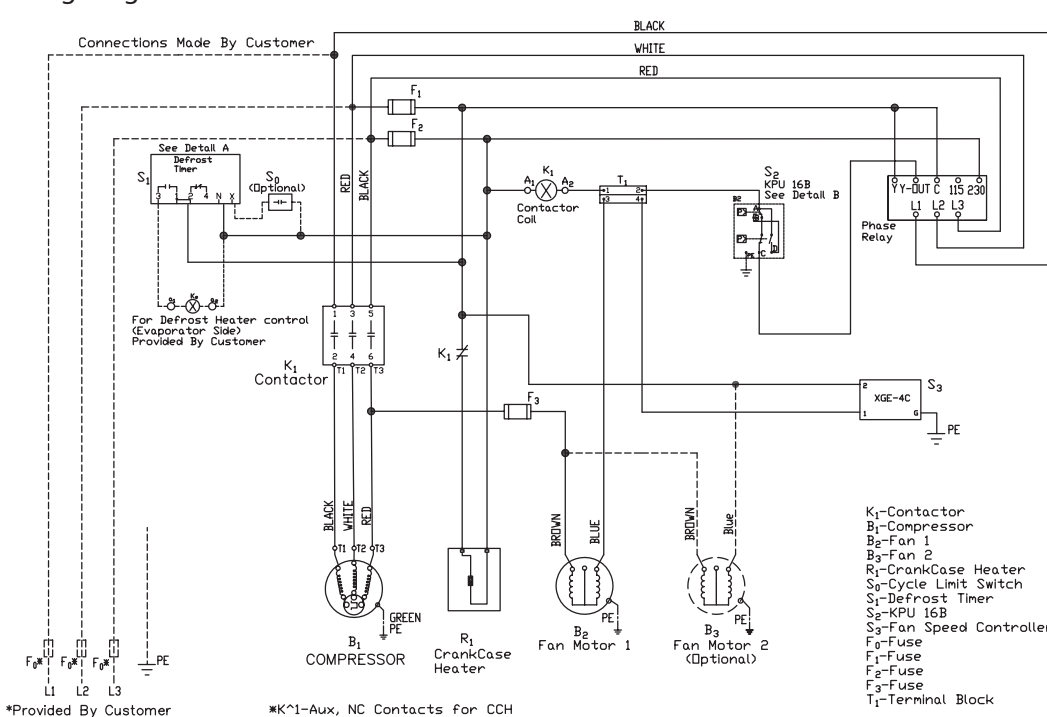 BLACK
Connections Made By Customer
WHITE
RED
F1
F2
See Detail A
Defrost
Timer
S1
3 1 2 4 N X
S0
(Optional)
RED
BLACK
A1 K1 A2
Contactor
Coil
T1
1 2
3 4
S2
KPU 16B
See Detail B
B2
Y Y-OUT C 115 230
L1 L2 L3
Phase
Relay
For Defrost Heater control
(Evaporator Side)
Provided By Customer
1 3 5
2 4 6
T1 T2 T3
K1
Contactor
K1
F3
2
XGE-4C
1 G
S3
PE
BLACK
WHITE
RED
BROWN
BLUE
BROWN
Blue
T1 T2 T3
GREEN
PE
B1
COMPRESSOR
R1
CrankCase
Heater
PE
B2
Fan Motor 1
PE
B3
Fan Motor 2
(Optional)
K1-Contactor
B1-Compressor
B2-Fan 1
B3-Fan 2
R1-CrankCase Heater
S0-Cycle Limit Switch
S1-Defrost Timer
S2-KPU 16B
S3-Fan Speed Controller
F0-Fuse
F1-Fuse
F2-Fuse
F3-Fuse
T1-Terminal Block
F0* F0* F0* PE
L1 L2 L3
*Provided By Customer
*K^1-Aux, NC Contacts for CCH